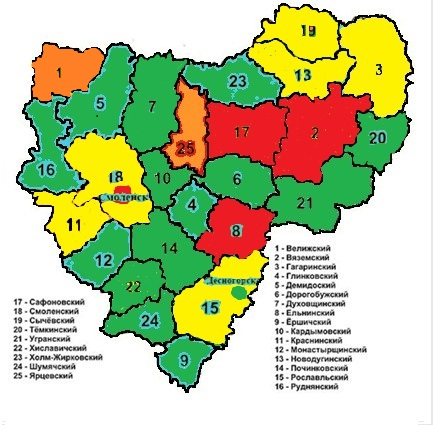 19
1
23
13
3
5
7
25
17
2
20
16
18
Смоленск
10
6
21
4
11
8
12
14
Десногорск
22
15
24
9
1 - Велижский
2 - Вяземский
3 - Гагаринский
4 - Глинковский
5 - Демидоский
6 - Дорогобужский
7 - Духовщинский
8 - Ельнинский
9 - Ёршичский
10 - Кардымовский
11 - Краснинский
12 - Монастырщинский
13 - Новодугинский
14 - Починковский
15 - Рославльский
16 - Руднянский
17 - Сафоновский
18 - Смоленский
19 - Сычёвский
20 - Тёмкинский
21 - Угранский
22 - Хиславичский
23 - Холм-Жирковский
24 - Шумячский
25 - Ярцевский